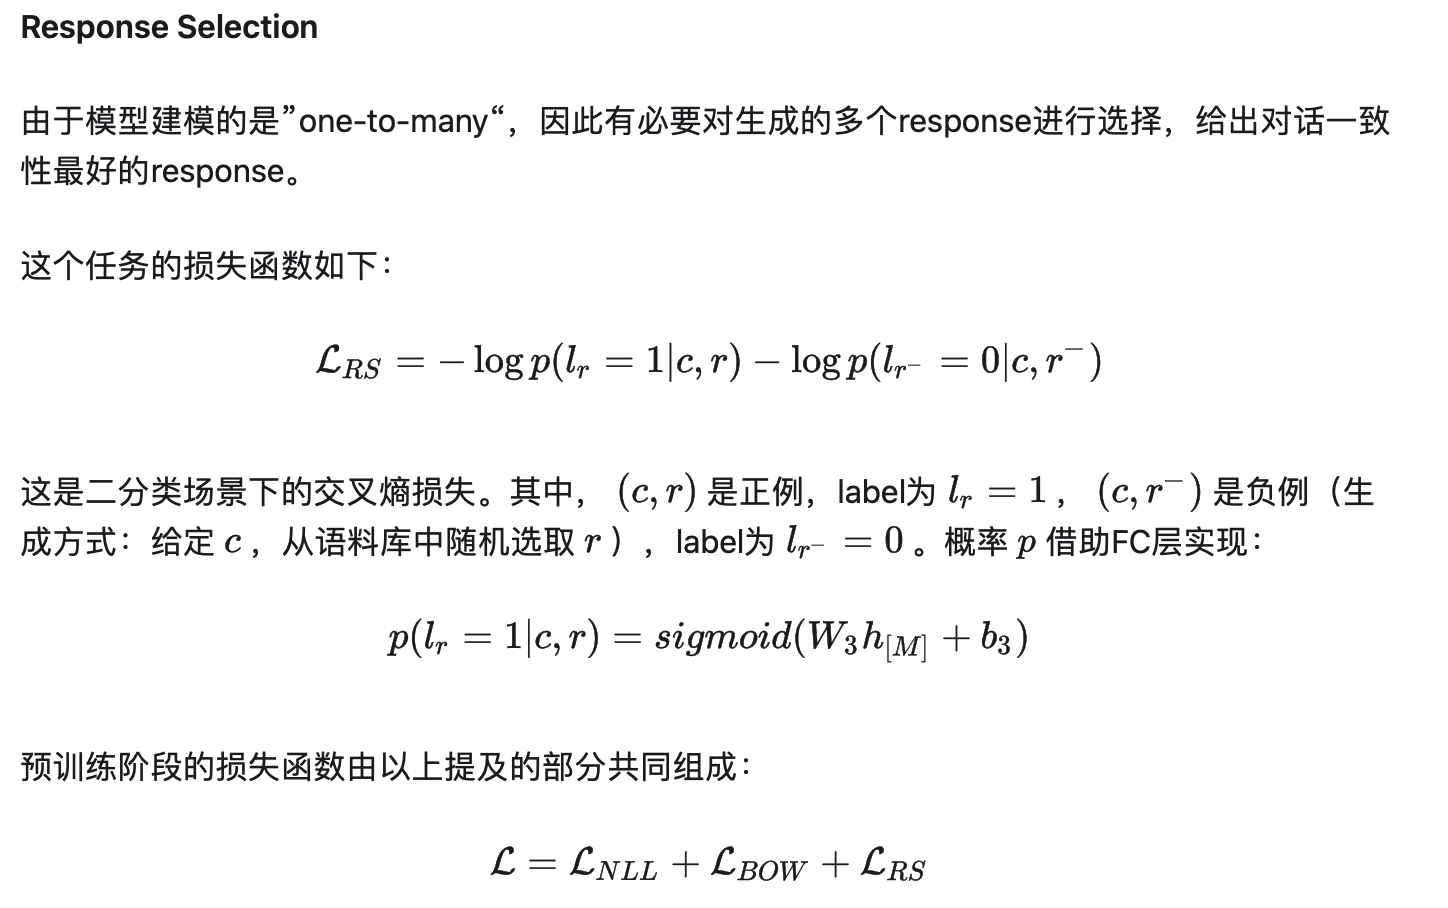 Response Selection
由于模型建模的是”one-to-many“，因此有必要对生成的多个response进行选择，给出对话一致
性最好的response。
这个任务的损失函数如下：
$\mathcal{L}_{RS} = -\log p(l_r = 1|c, r) - \log p(l_{r^-} = 0|c, r^-)$
这是二分类场景下的交叉熵损失。其中， $(c, r)$ 是正例，label为 $l_r = 1$ ， $(c, r^-)$ 是负例（生
成方式：给定 $c$ ，从语料库中随机选取 $r$ ），label为 $l_{r^-} = 0$ 。概率 $p$ 借助FC层实现：
$p(l_r = 1|c, r) = sigmoid(W_3 h_{[M]} + b_3)$
预训练阶段的损失函数由以上提及的部分共同组成：
$\mathcal{L} = \mathcal{L}_{NLL} + \mathcal{L}_{BOW} + \mathcal{L}_{RS}$